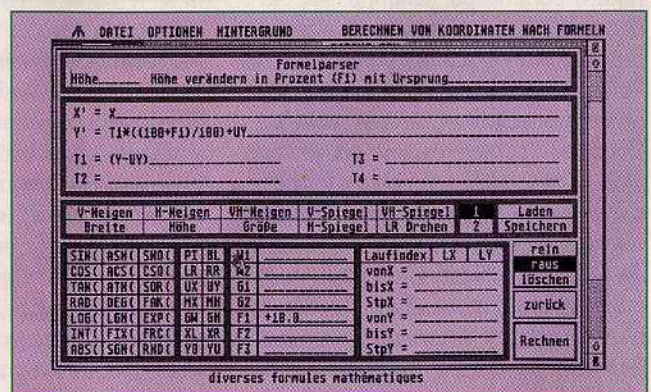 DATEI OPTIONEN HINTERGRUND BERECHNEN VON KOORDINATEN NACH FORMELN
Formelparser
Höhe______ Höhe verändern in Prozent (F1) mit Ursprung
X' = X
Y' = T1*((100+F1)/100)+UY
T1 = (Y-UY) T3 =
T2 = T4 =
V-Neigen H-Neigen VH-Neigen V-Spiegel VH-Spiegel 1 Laden
Breite Höhe Größe H-Spiegel LR Drehen 2 Speichern
SIN( ASN( SNO( PI BL W1 Laufindex LX LY rein
COS( ACS( CSO( LR RR W2 vonX = raus
TAN( ATN( SQR( UX UY G1 bisX = löschen
RAD( DEG( FAK( MX MH G2 StpX = zurück
LOG( LGN( EXP( GW GH F1 +10.0 vonY =
INT( FIX( FRC( XL XR F2 bisY = Rechnen
ABS( SGN( RND( YO YU F3 StpY =
diverses formules mathématiques